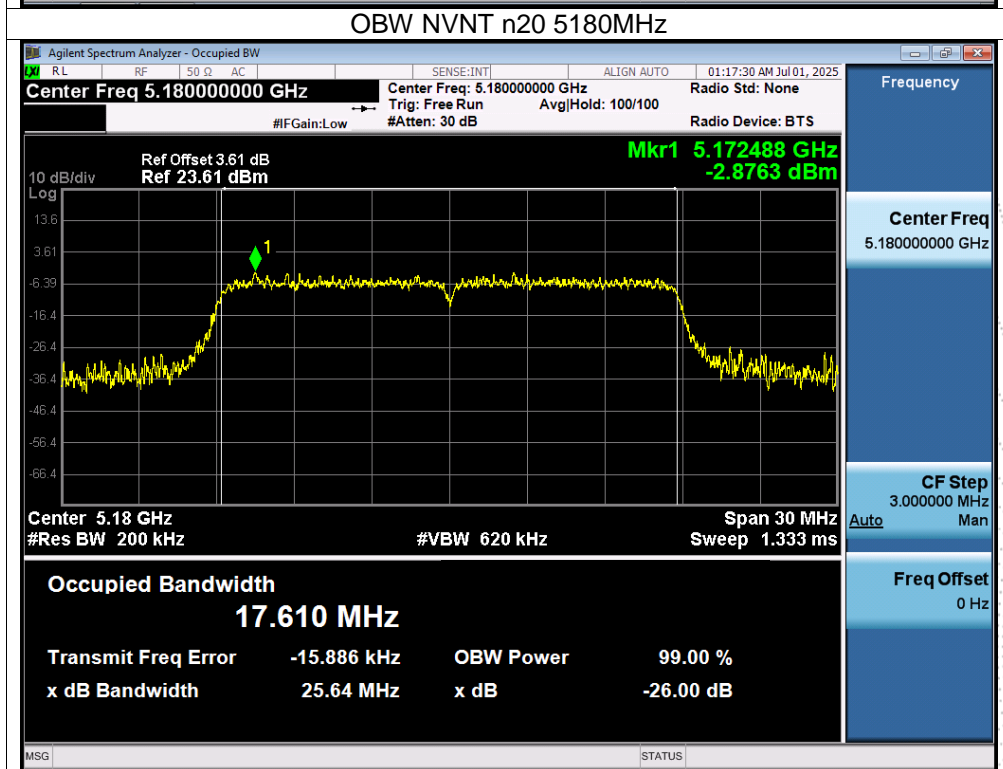 OBW NVNT n20 5180MHz
Agilent Spectrum Analyzer - Occupied BW
LXI RL RF 50 Ω AC SENSE:INT ALIGN AUTO 01:17:30 AM Jul 01, 2025
Center Freq 5.180000000 GHz
Center Freq: 5.180000000 GHz
Radio Std: None
Trig: Free Run Avg|Hold: 100/100
#IFGain:Low
#Atten: 30 dB
Radio Device: BTS
Mkr1 5.172488 GHz
-2.8763 dBm
Ref Offset 3.61 dB
10 dB/div Ref 23.61 dBm
Log
13.6
1
3.61
-6.39
-16.4
-26.4
-36.4
-46.4
-56.4
-66.4
Center 5.18 GHz Span 30 MHz
#Res BW 200 kHz #VBW 620 kHz Sweep 1.333 ms
Occupied Bandwidth
17.610 MHz
Transmit Freq Error -15.886 kHz OBW Power 99.00 %
x dB Bandwidth 25.64 MHz x dB -26.00 dB
MSG STATUS
Frequency
Center Freq
5.180000000 GHz
CF Step
3.000000 MHz
Auto Man
Freq Offset
0 Hz